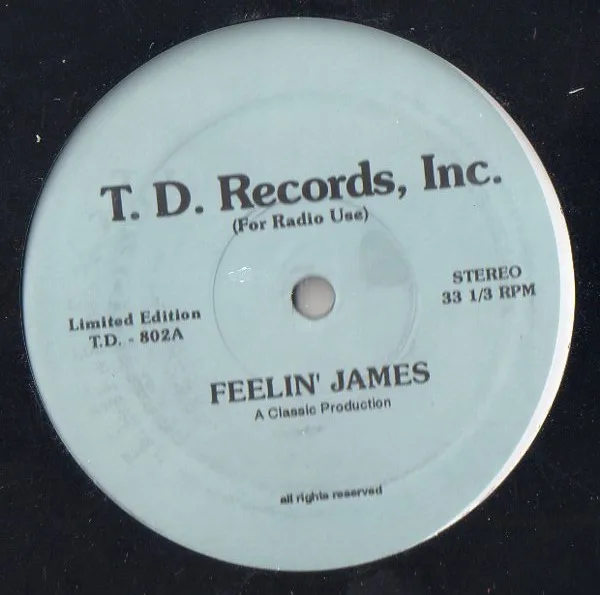 T. D. Records, Inc.
(For Radio Use)
STEREO
33 1/3 RPM
Limited Edition
T.D. - 802A
FEELIN' JAMES
A Classic Production
all rights reserved